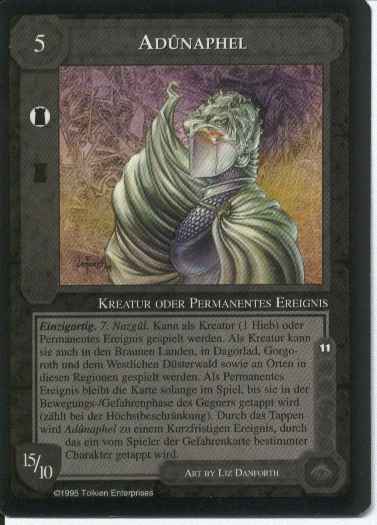 5
ADÛNAPHEL
KREATUR ODER PERMANENTES EREIGNIS
Einzigartig. 7. Nazgûl. Kann als Kreatur (1 Hieb) oder
Permanentes Ereignis gespielt werden. Als Kreatur kann
sie auch in den Braunen Landen, in Dagorlad, Gorgo-
roth und dem Westlichen Düsterwald sowie an Orten in
diesen Regionen gespielt werden. Als Permanentes
Ereignis bleibt die Karte solange im Spiel, bis sie in der
Bewegungs-/Gefahrenphase des Gegners getappt wird
(zählt bei der Höchstbeschränkung). Durch das Tappen
wird Adûnaphel zu einem Kurzfristigen Ereignis, durch
das ein vom Spieler der Gefahrenkarte bestimmter
Charakter getappt wird.
11
15/10
ART BY LIZ DANFORTH
©1995 Tolkien Enterprises